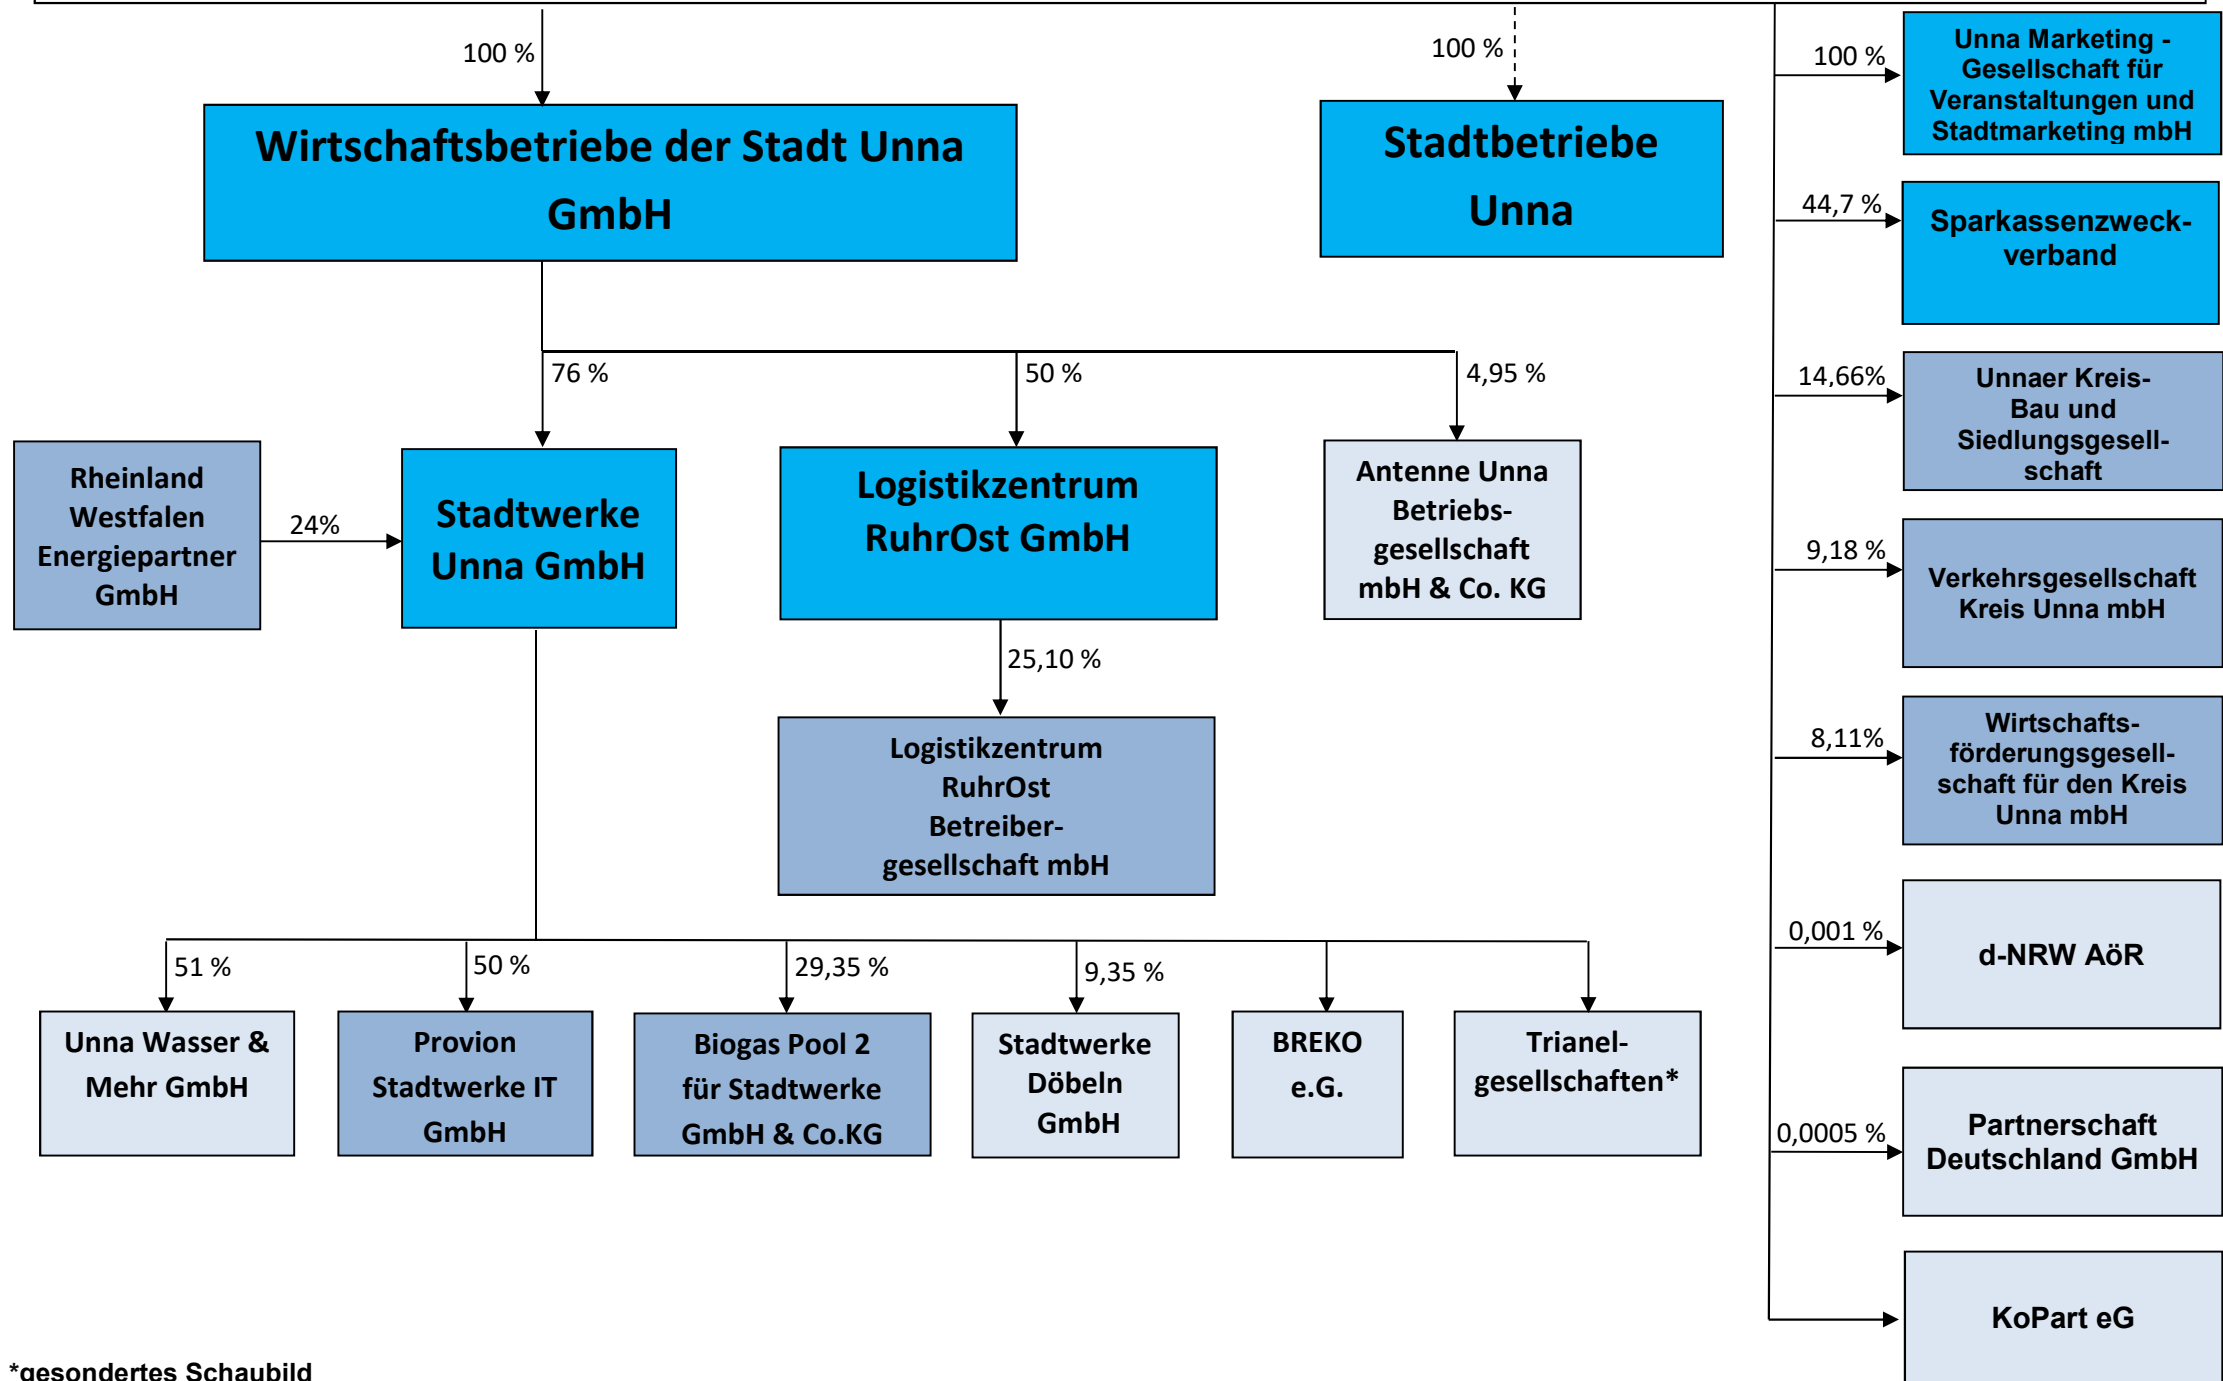 100 %
Wirtschaftsbetriebe der Stadt Unna
GmbH
100 %
Stadtbetriebe
Unna
100 %
Unna Marketing -
Gesellschaft für
Veranstaltungen und
Stadtmarketing mbH
44,7 %
Sparkassenzweck-
verband
14,66%
Unnaer Kreis-
Bau und
Siedlungsgesell-
schaft
9,18 %
Verkehrsgesellschaft
Kreis Unna mbH
8,11%
Wirtschafts-
förderungsgesell-
schaft für den Kreis
Unna mbH
0,001 %
d-NRW AöR
0,0005 %
Partnerschaft
Deutschland GmbH
KoPart eG
76 %
50 %
4,95 %
Rheinland
Westfalen
Energiepartner
GmbH
24%
Stadtwerke
Unna GmbH
Logistikzentrum
RuhrOst GmbH
Antenne Unna
Betriebs-
gesellschaft
mbH & Co. KG
25,10 %
Logistikzentrum
RuhrOst
Betreiber-
gesellschaft mbH
51 %
Unna Wasser &
Mehr GmbH
50 %
Provion
Stadtwerke IT
GmbH
29,35 %
Biogas Pool 2
für Stadtwerke
GmbH & Co.KG
9,35 %
Stadtwerke
Döbeln
GmbH
BREKO
e.G.
Trianel-
gesellschaften*
*gesondertes Schaubild